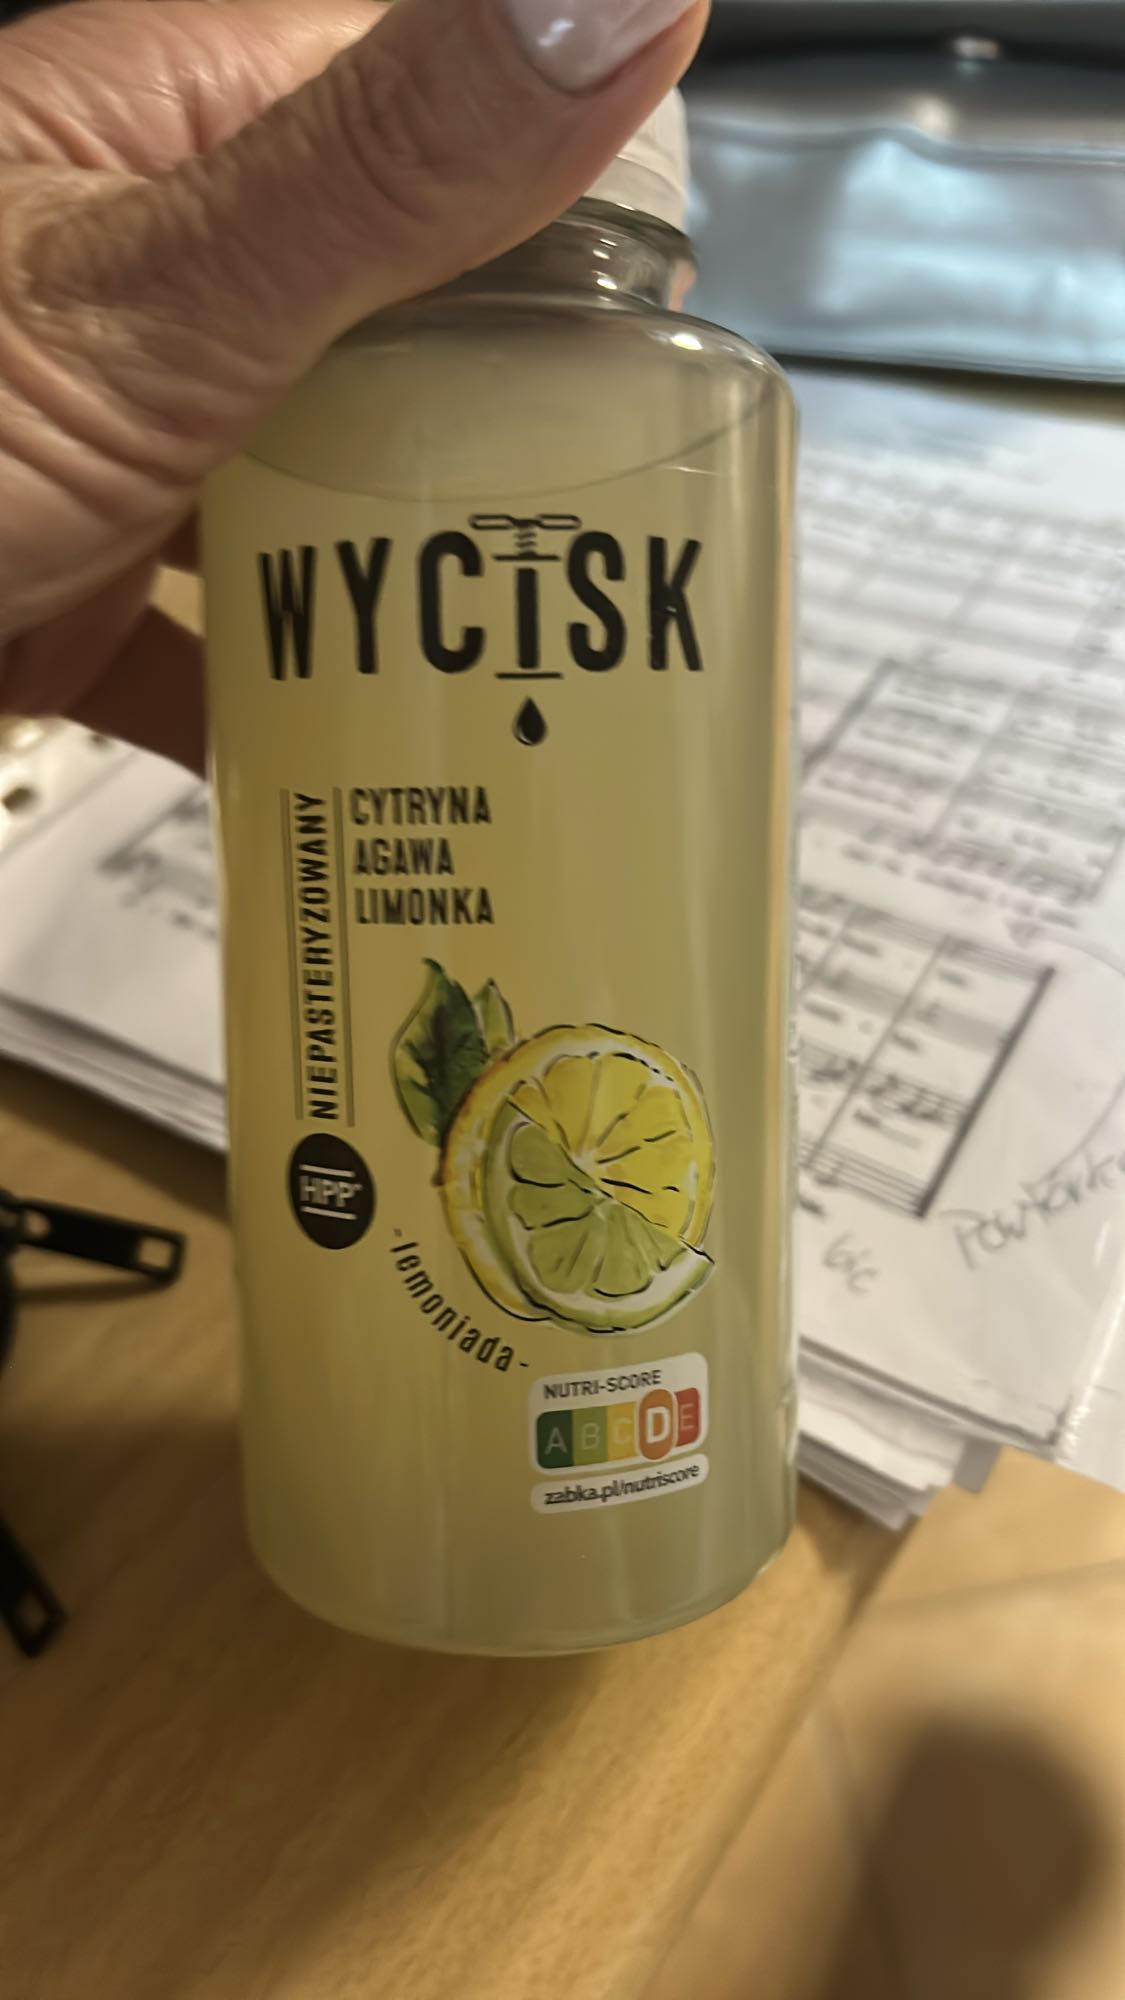 WYCISK
NIEPASTERYZOWANY
CYTRYNA
AGAWA
LIMONKA
HPP
-lemoniada-
NUTRI-SCORE
A B C D E
zabka.pl/nutriscore